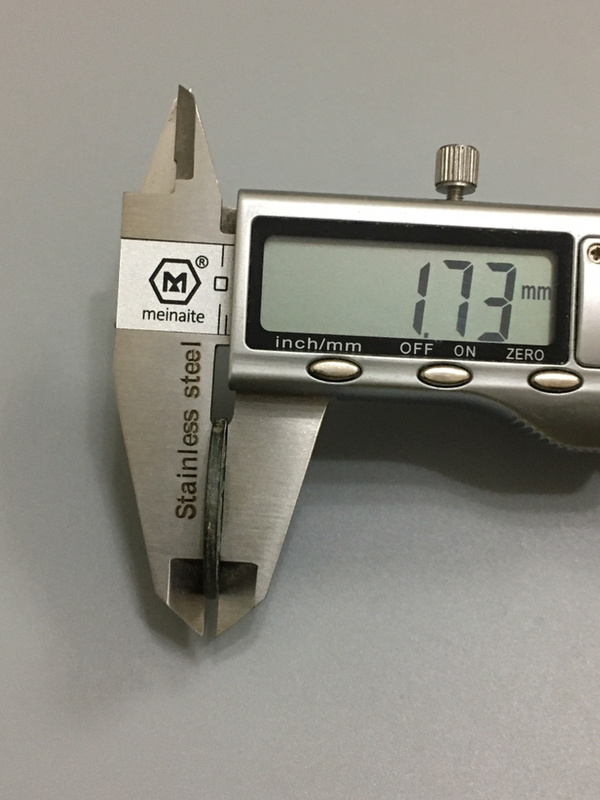 ®
meinaite
Stainless steel
1.73 mm
inch/mm OFF ON ZERO